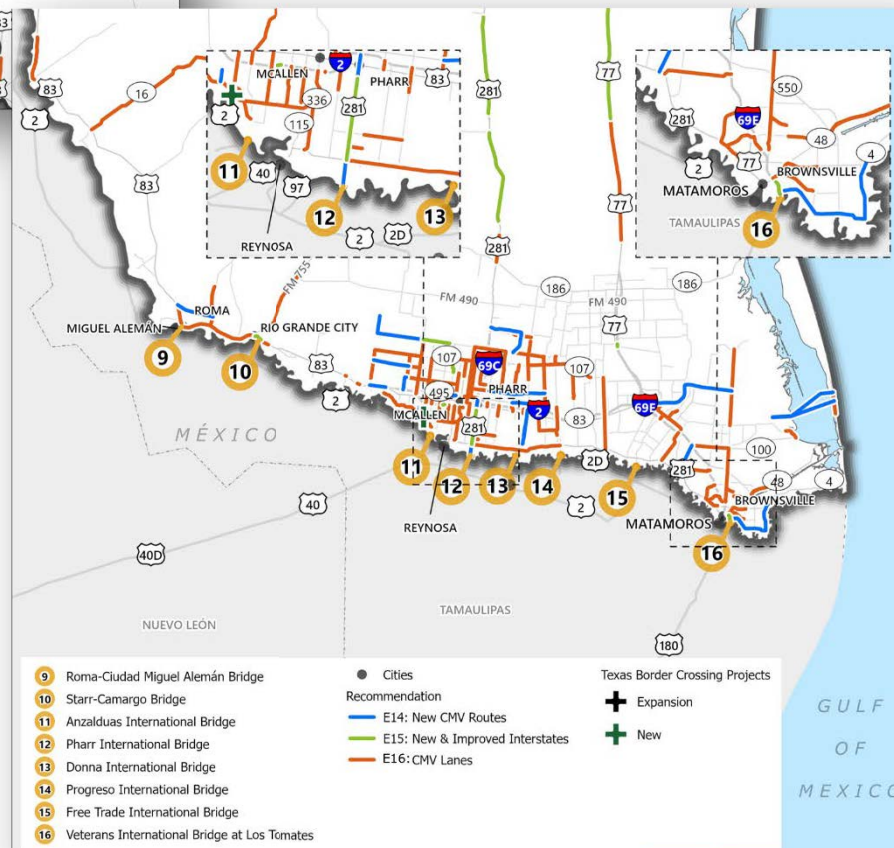 83
83
2
16
83
MCALLEN
2
PHARR
83
336
281
2
115
11
40
97
12
13
REYNOSA
2
2D
281
281
77
77
550
281
69E
48
4
2
77
BROWNSVILLE
MATAMOROS
TAMAULIPAS
16
186
186
FM 755
FM 490
FM 490
77
ROMA
MIGUEL ALEMÁN
RIO GRANDE CITY
9
10
83
2
107
69C
107
PHARR
495
2
69E
MCALLEN
83
281
MÉXICO
100
11
12
13
14
2D
15
281
48
4
BROWNSVILLE
REYNOSA
2
MATAMOROS
16
40
40D
TAMAULIPAS
NUEVO LEÓN
180
9 Roma-Ciudad Miguel Alemán Bridge
10 Starr-Camargo Bridge
11 Anzalduas International Bridge
12 Pharr International Bridge
13 Donna International Bridge
14 Progreso International Bridge
15 Free Trade International Bridge
16 Veterans International Bridge at Los Tomates
Cities
Recommendation
E14: New CMV Routes
E15: New & Improved Interstates
E16: CMV Lanes
Texas Border Crossing Projects
Expansion
New
GULF
OF
MEXICO